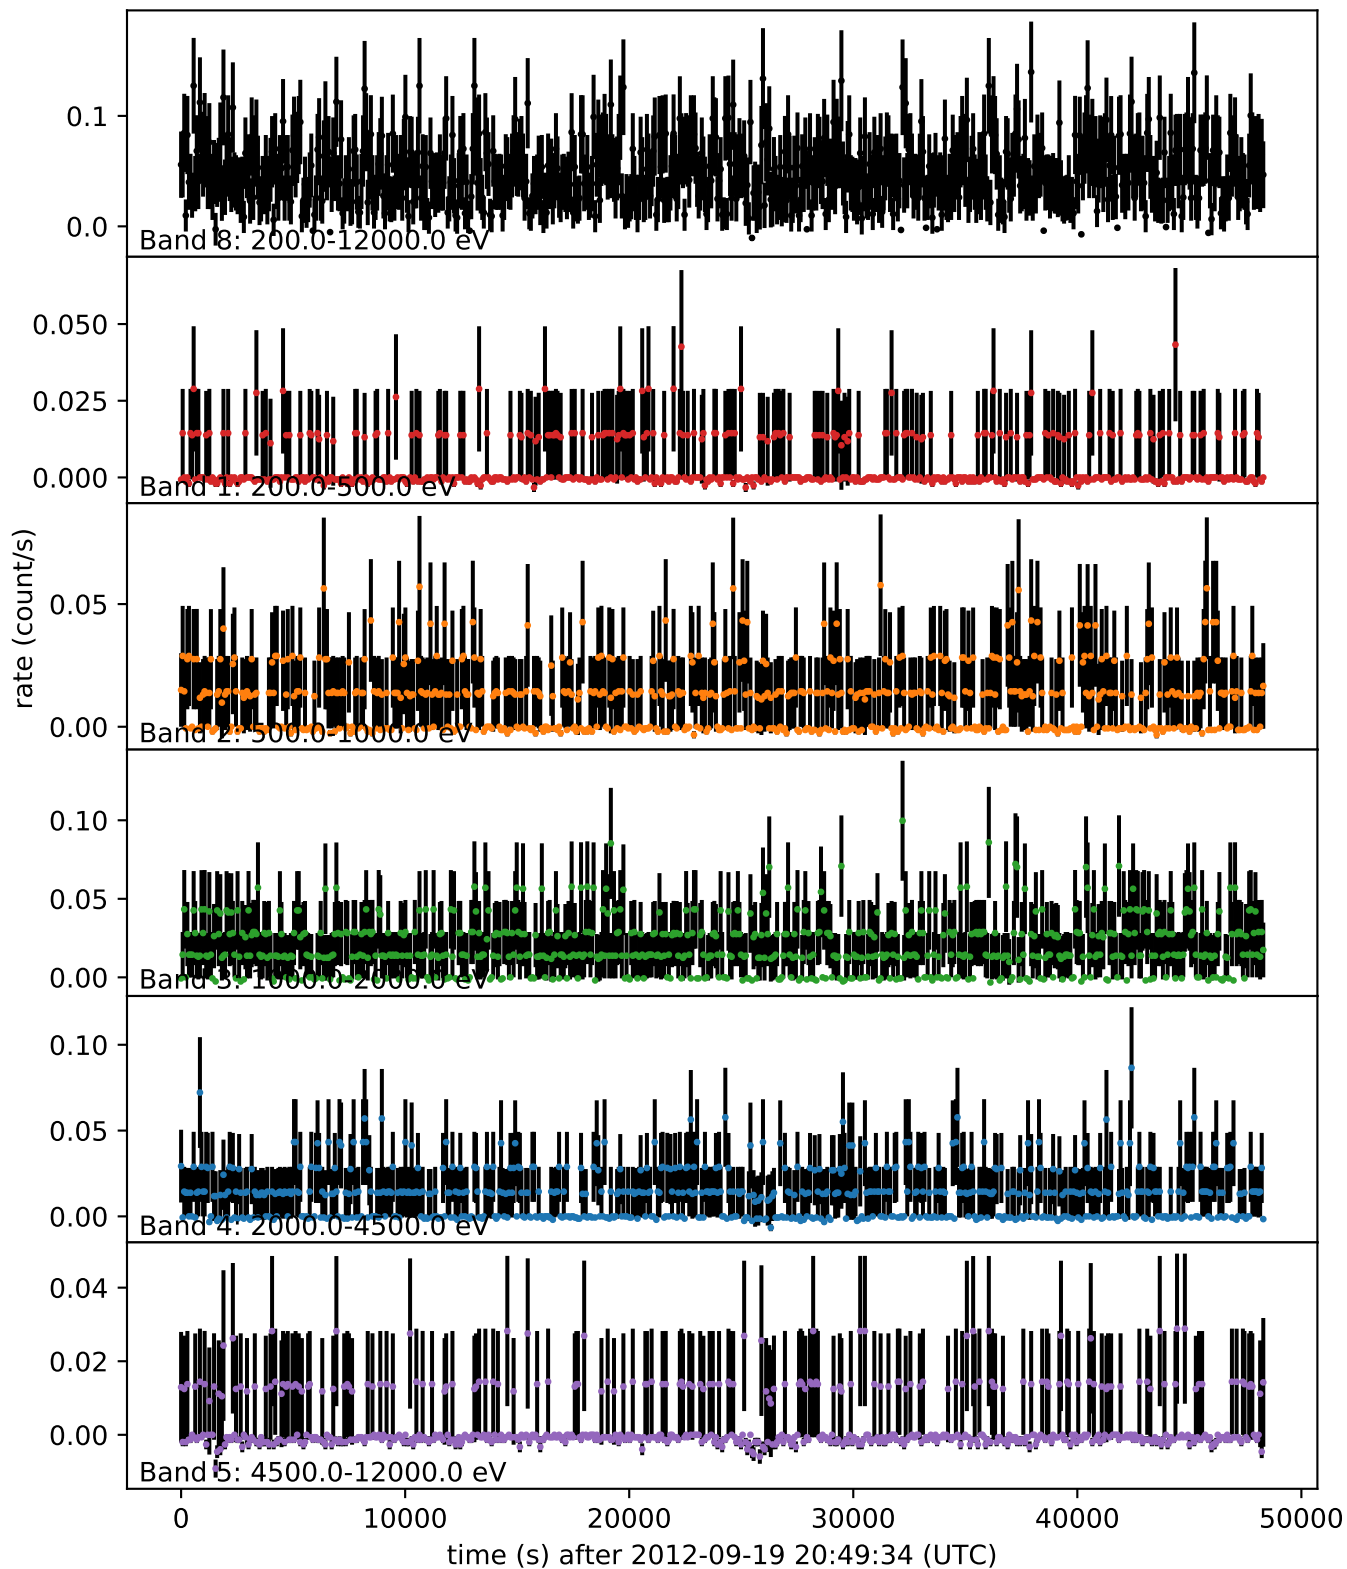 0.1
0.0
Band 8: 200.0-12000.0 eV
0.050
0.025
0.000
Band 1: 200.0-500.0 eV
rate (count/s)
0.05
0.00
Band 2: 500.0-1000.0 eV
0.10
0.05
0.00
Band 3: 1000.0-2000.0 eV
0.10
0.05
0.00
Band 4: 2000.0-4500.0 eV
0.04
0.02
0.00
Band 5: 4500.0-12000.0 eV
0 10000 20000 30000 40000 50000
time (s) after 2012-09-19 20:49:34 (UTC)